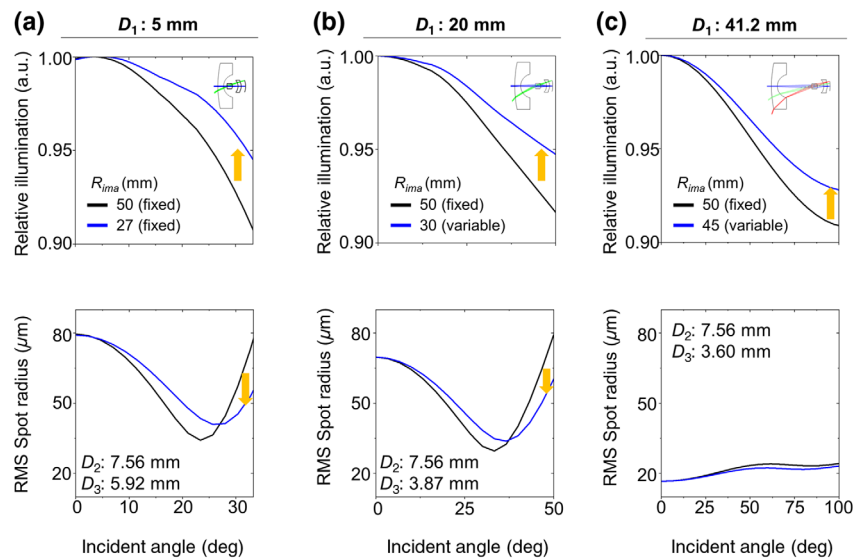 (a)
D1 : 5 mm
Relative illumination (a.u.)
1.00
0.95
0.90
Rima (mm)
50 (fixed)
27 (fixed)
(b)
D1 : 20 mm
Relative illumination (a.u.)
1.00
0.95
0.90
Rima (mm)
50 (fixed)
30 (variable)
(c)
D1 : 41.2 mm
Relative illumination (a.u.)
1.00
0.95
0.90
Rima (mm)
50 (fixed)
45 (variable)
RMS Spot radius (μm)
80
50
20
D2: 7.56 mm
D3: 5.92 mm
0 10 20 30
Incident angle (deg)
RMS Spot radius (μm)
80
50
20
D2: 7.56 mm
D3: 3.87 mm
0 25 50
Incident angle (deg)
RMS Spot radius (μm)
80
50
20
D2: 7.56 mm
D3: 3.60 mm
0 25 50 75 100
Incident angle (deg)